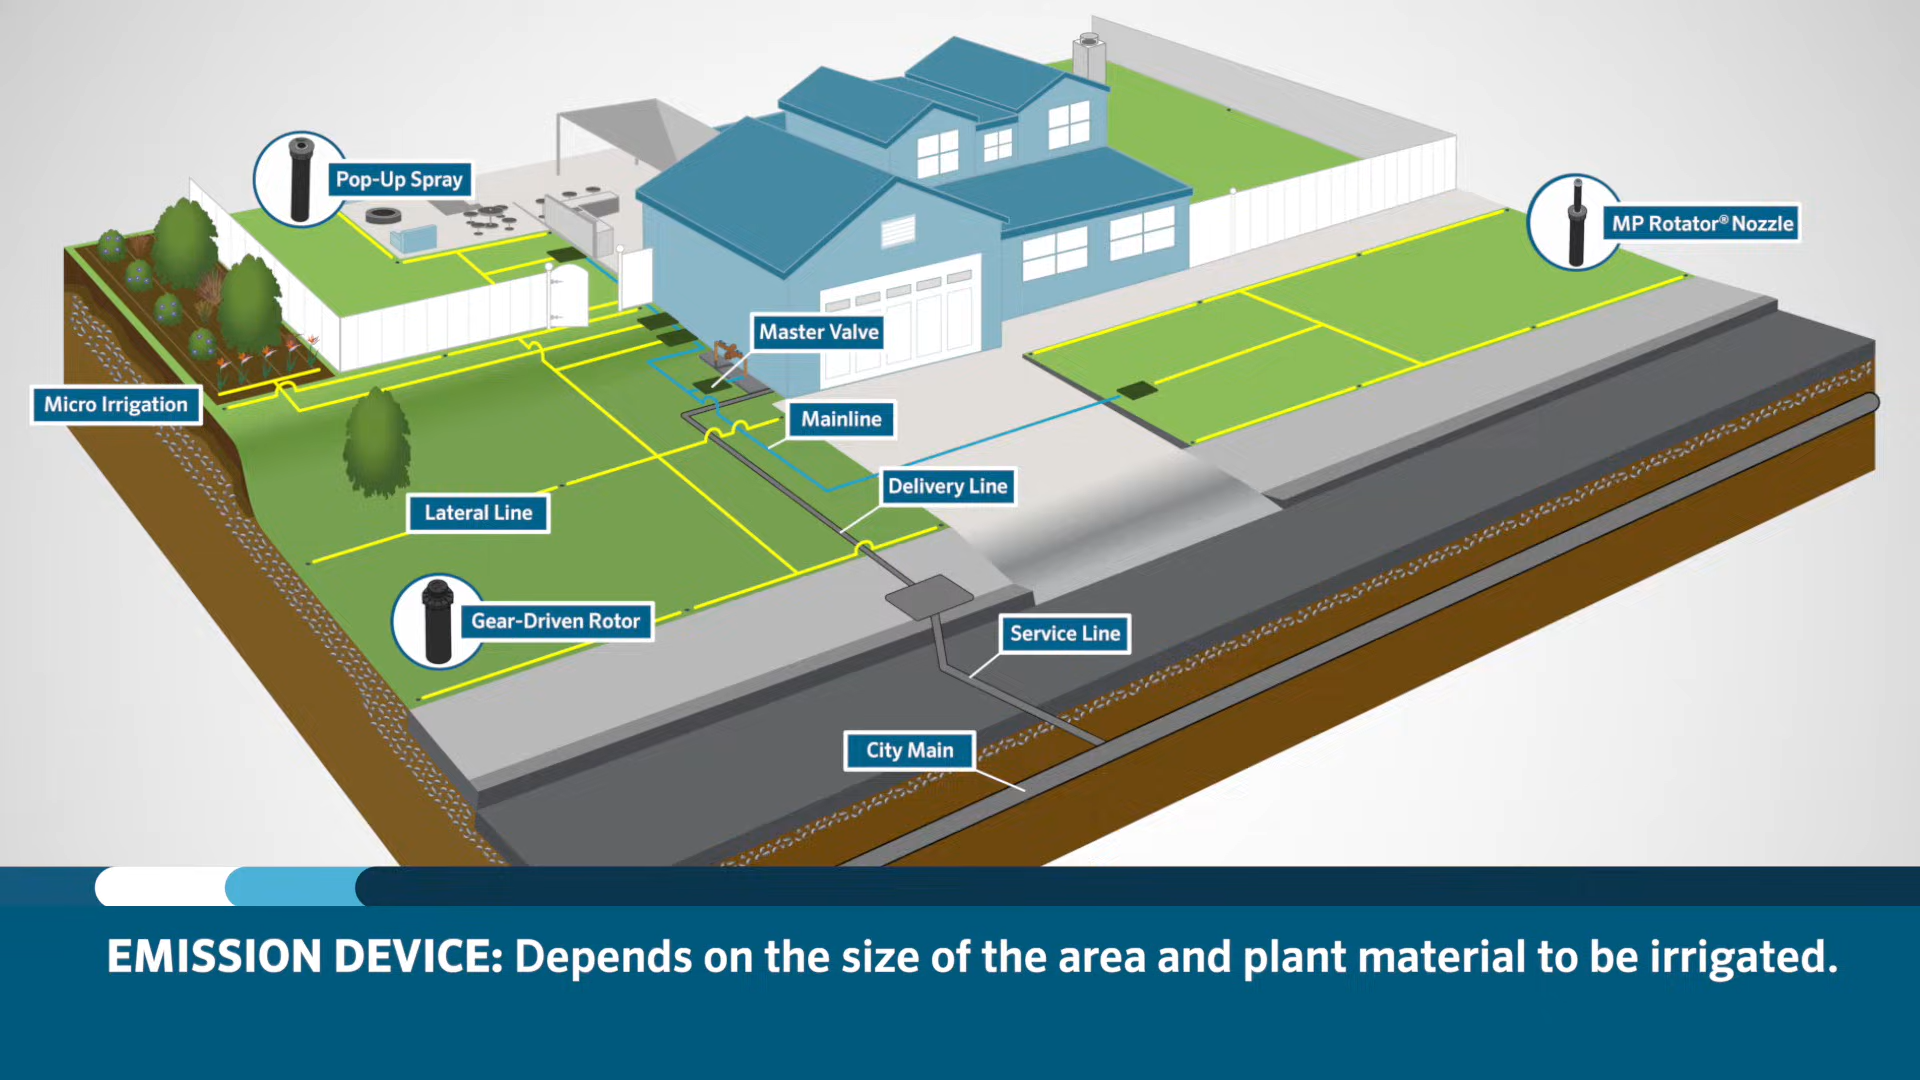 Pop-Up Spray
MP Rotator® Nozzle
Master Valve
Micro Irrigation
Mainline
Delivery Line
Lateral Line
Gear-Driven Rotor
Service Line
City Main
EMISSION DEVICE: Depends on the size of the area and plant material to be irrigated.